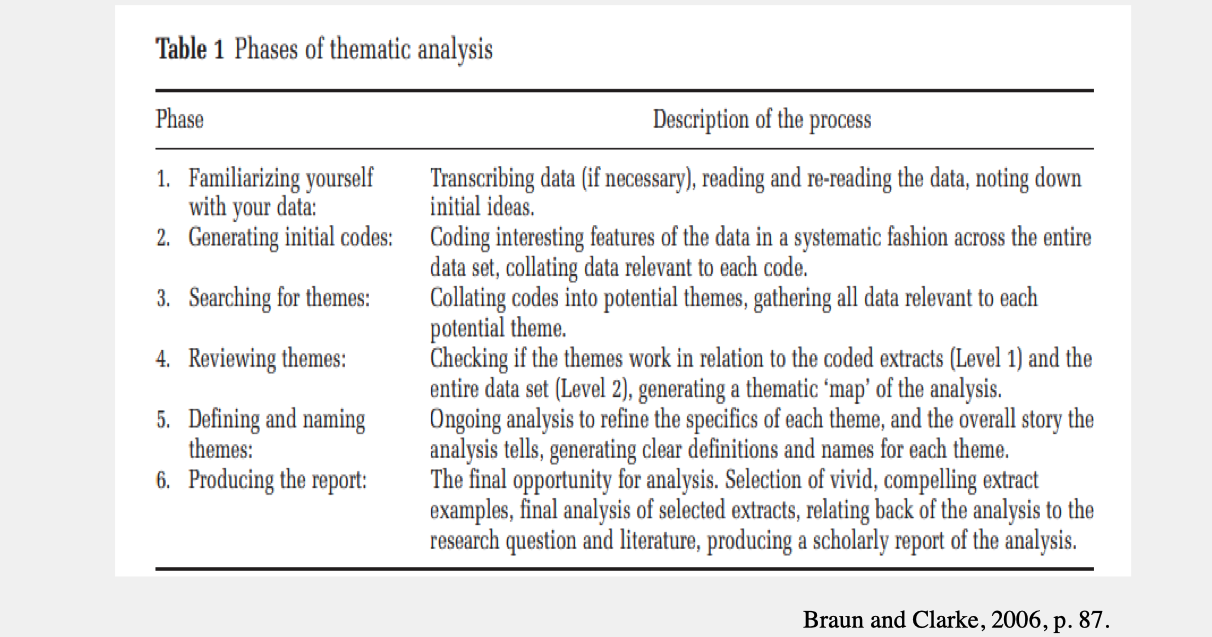 Table 1 Phases of thematic analysis
Phase Description of the process
1. Familiarizing yourself Transcribing data (if necessary), reading and re-reading the data, noting down
with your data: initial ideas.
2. Generating initial codes: Coding interesting features of the data in a systematic fashion across the entire
data set, collating data relevant to each code.
3. Searching for themes: Collating codes into potential themes, gathering all data relevant to each
potential theme.
4. Reviewing themes: Checking if the themes work in relation to the coded extracts (Level 1) and the
entire data set (Level 2), generating a thematic ‘map’ of the analysis.
5. Defining and naming Ongoing analysis to refine the specifics of each theme, and the overall story the
themes: analysis tells, generating clear definitions and names for each theme.
6. Producing the report: The final opportunity for analysis. Selection of vivid, compelling extract
examples, final analysis of selected extracts, relating back of the analysis to the
research question and literature, producing a scholarly report of the analysis.
Braun and Clarke, 2006, p. 87.